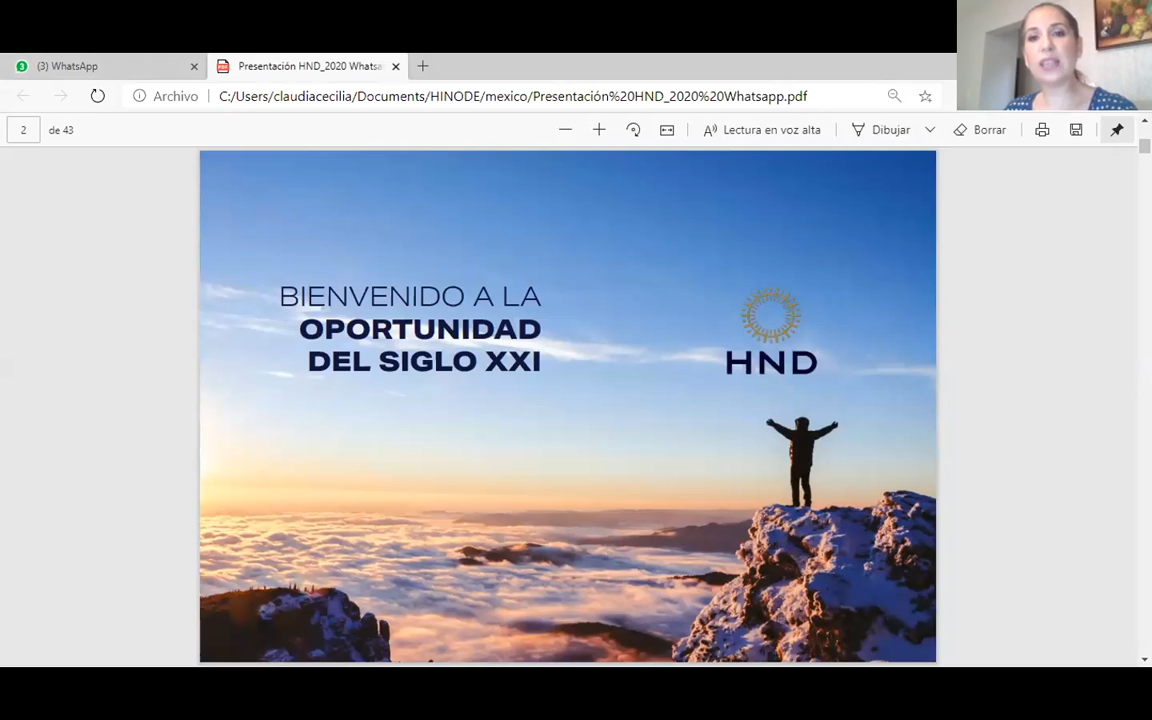 (3) WhatsApp
Presentación HND_2020 Whatsa
Archivo
C:/Users/claudiacecilia/Documents/HINODE/mexico/Presentación%20HND_2020%20Whatsapp.pdf
2 de 43
Lectura en voz alta
Dibujar
Borrar
BIENVENIDO A LA
OPORTUNIDAD
DEL SIGLO XXI
HND